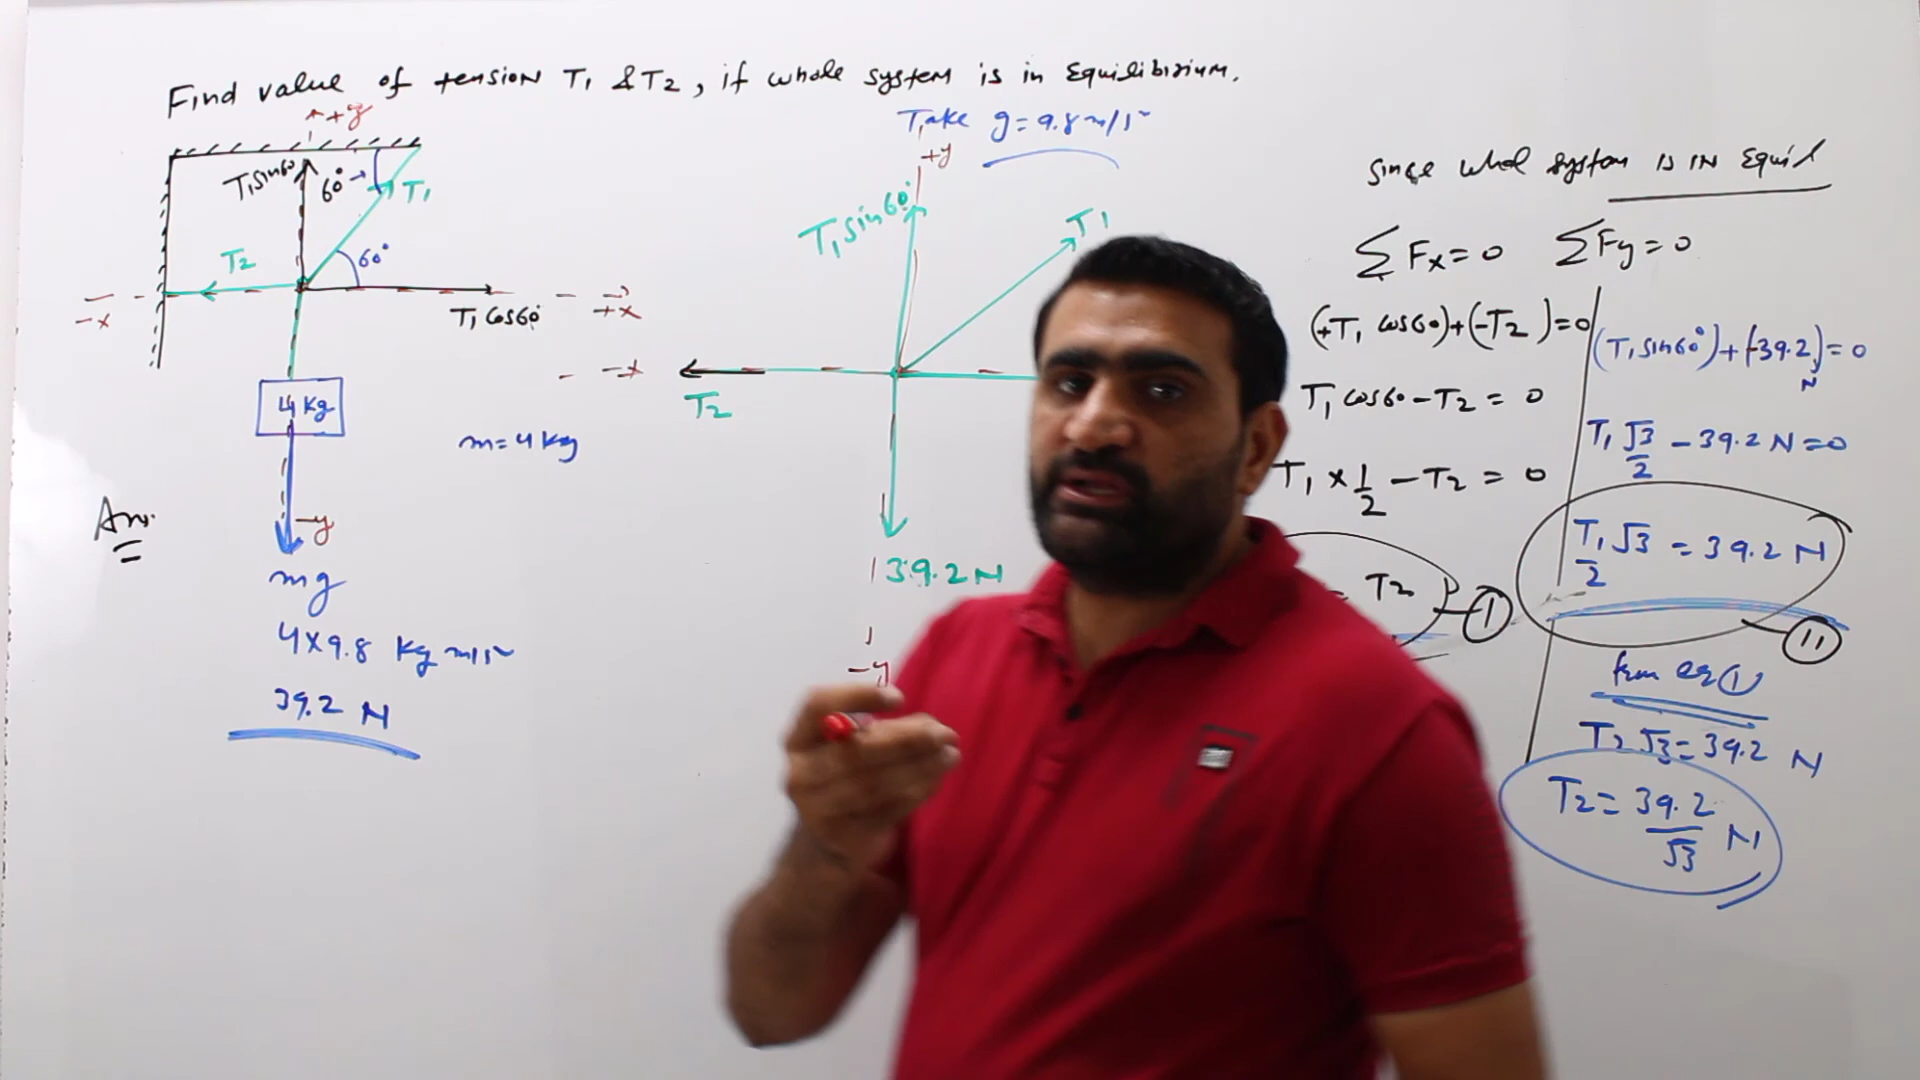 Find value of tension T1 & T2, if whole system is in Equilibirium.
Take g = 9.8 m/s²
+y
T1 sin60
60°
T1
T2
60°
-x
T1 cos60°
+x
4 kg
m = 4 kg
-y
Ans.
mg
4×9.8 kg m/s²
39.2 N
+y
T1 sin60°
T1
-x
T2
39.2 N
-y
Since whol system is in Equil
∑Fx = 0 ∑Fy = 0
(+T1 cos60)+(-T2) = 0
T1 cos60 - T2 = 0
T1 × 1/2 - T2 = 0
= T2 — I
(T1 sin60°)+(-39.2 N) = 0
T1 √3/2 - 39.2 N = 0
T1/2 √3 = 39.2 N
II
from eq I
T2 √3 = 39.2 N
T2 = 39.2/√3 N